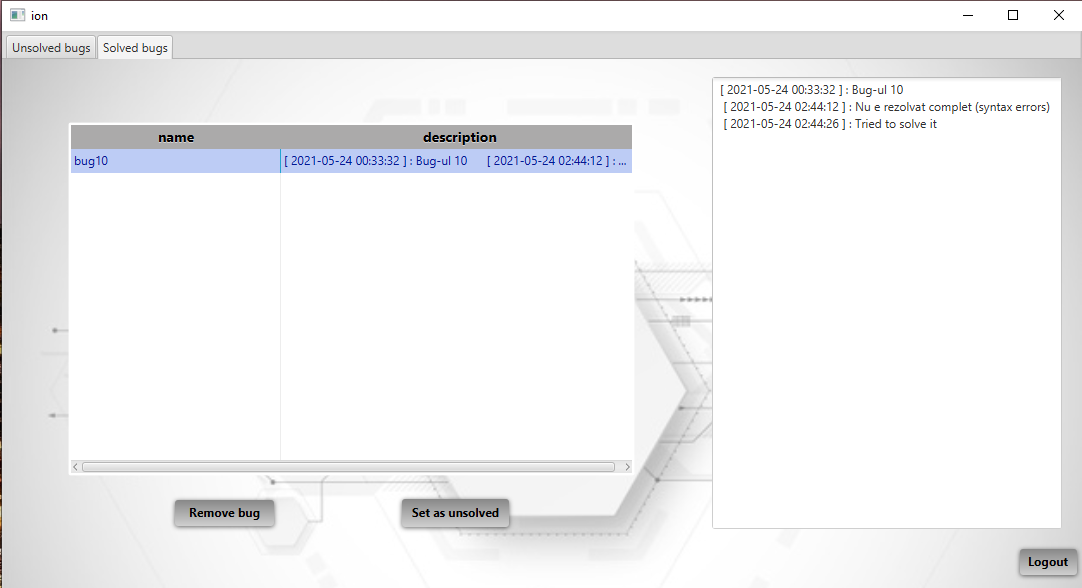 ion
Unsolved bugs Solved bugs
name description
bug10 [ 2021-05-24 00:33:32 ] : Bug-ul 10 [ 2021-05-24 02:44:12 ] : ...
Remove bug Set as unsolved
[ 2021-05-24 00:33:32 ] : Bug-ul 10
[ 2021-05-24 02:44:12 ] : Nu e rezolvat complet (syntax errors)
[ 2021-05-24 02:44:26 ] : Tried to solve it
Logout